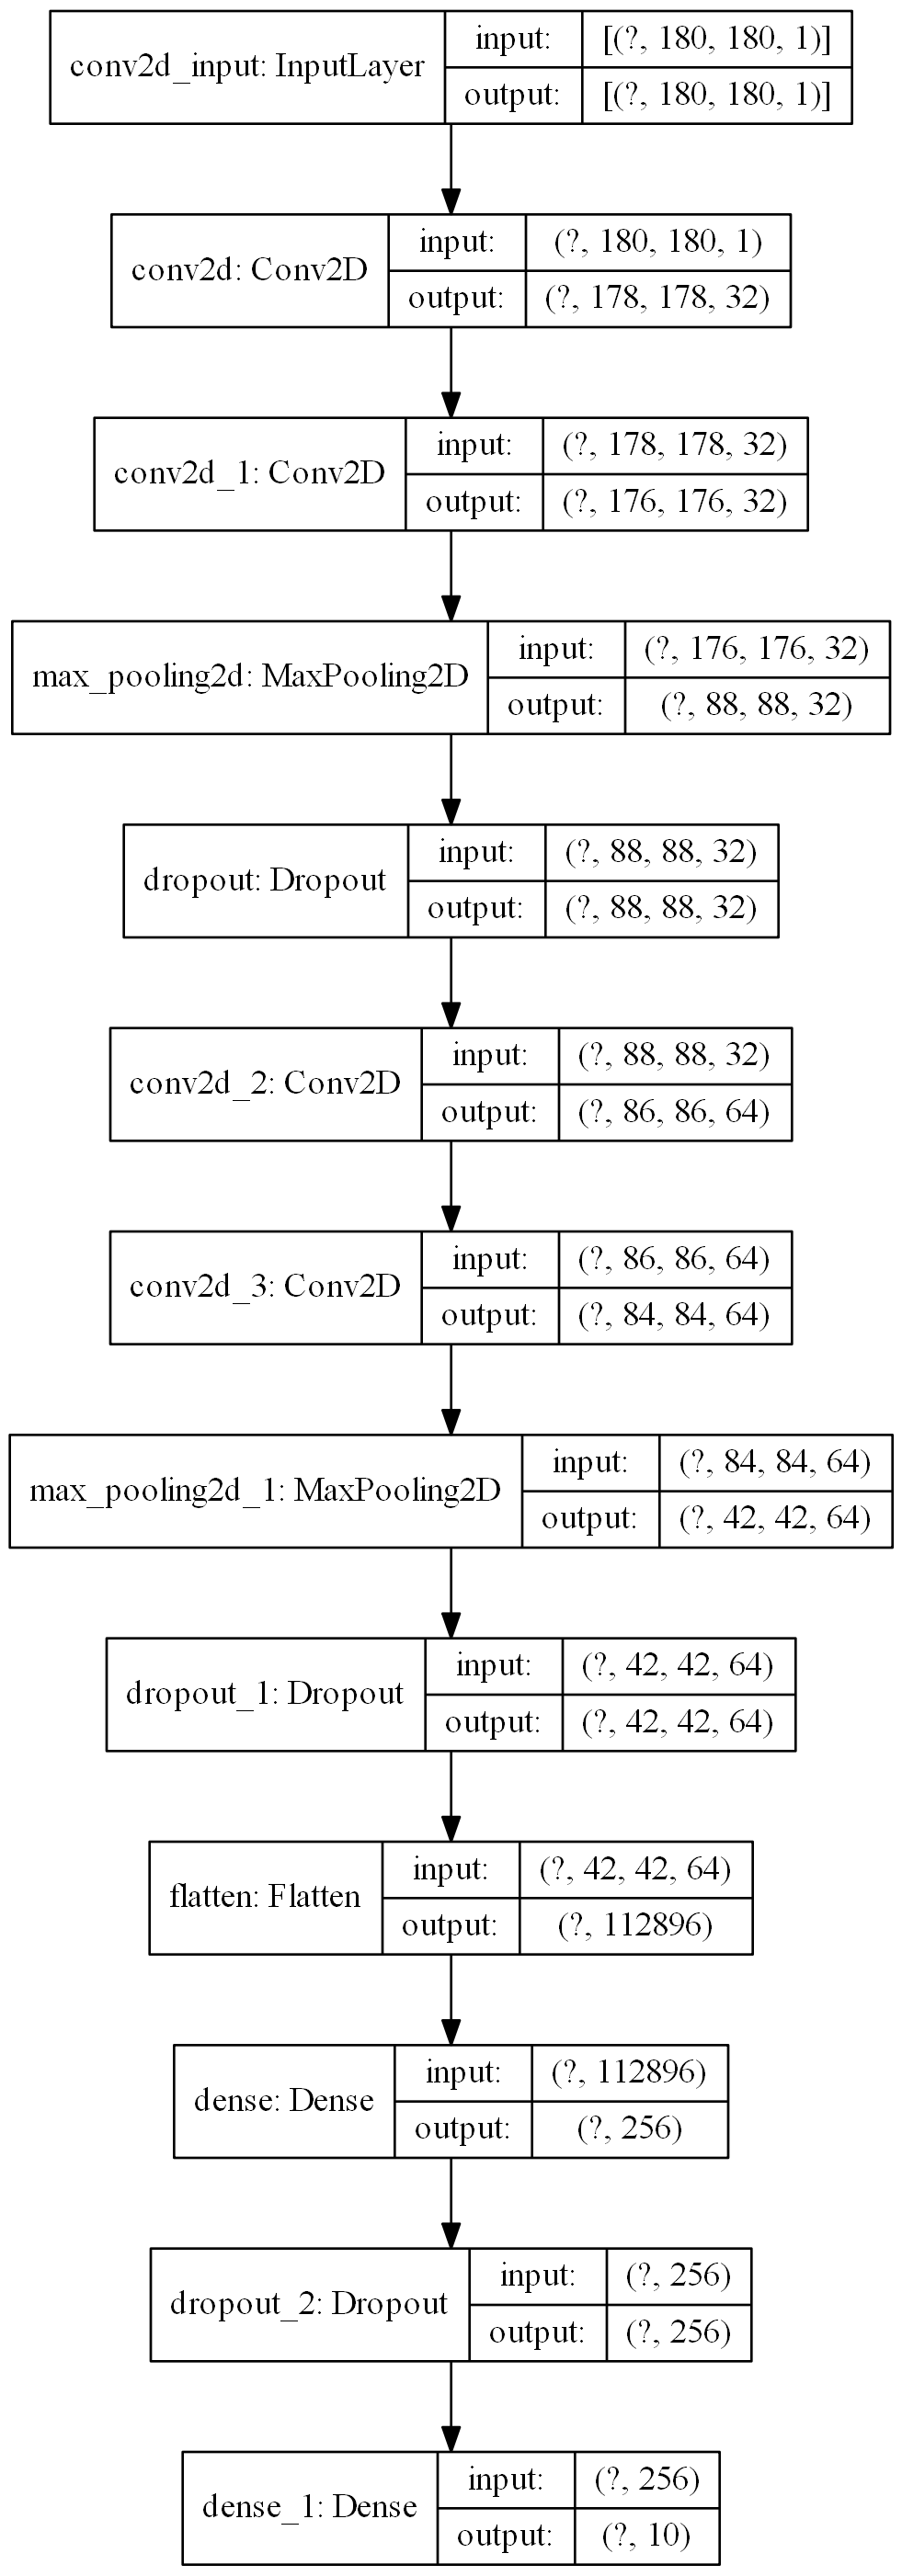 conv2d_input: InputLayer
input:
[(?, 180, 180, 1)]
output:
[(?, 180, 180, 1)]
conv2d: Conv2D
input:
(?, 180, 180, 1)
output:
(?, 178, 178, 32)
conv2d_1: Conv2D
input:
(?, 178, 178, 32)
output:
(?, 176, 176, 32)
max_pooling2d: MaxPooling2D
input:
(?, 176, 176, 32)
output:
(?, 88, 88, 32)
dropout: Dropout
input:
(?, 88, 88, 32)
output:
(?, 88, 88, 32)
conv2d_2: Conv2D
input:
(?, 88, 88, 32)
output:
(?, 86, 86, 64)
conv2d_3: Conv2D
input:
(?, 86, 86, 64)
output:
(?, 84, 84, 64)
max_pooling2d_1: MaxPooling2D
input:
(?, 84, 84, 64)
output:
(?, 42, 42, 64)
dropout_1: Dropout
input:
(?, 42, 42, 64)
output:
(?, 42, 42, 64)
flatten: Flatten
input:
(?, 42, 42, 64)
output:
(?, 112896)
dense: Dense
input:
(?, 112896)
output:
(?, 256)
dropout_2: Dropout
input:
(?, 256)
output:
(?, 256)
dense_1: Dense
input:
(?, 256)
output:
(?, 10)